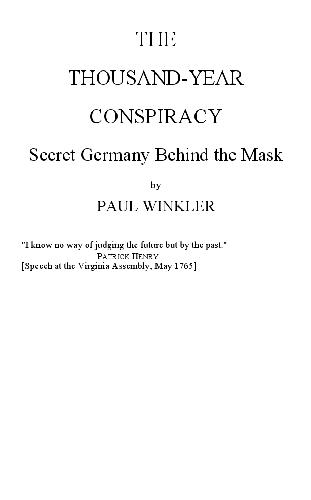 THE
THOUSAND-YEAR
CONSPIRACY
Secret Germany Behind the Mask
by
PAUL WINKLER
"I know no way of judging the future but by the past."
PATRICK HENRY
[Speech at the Virginia Assembly, May 1765]